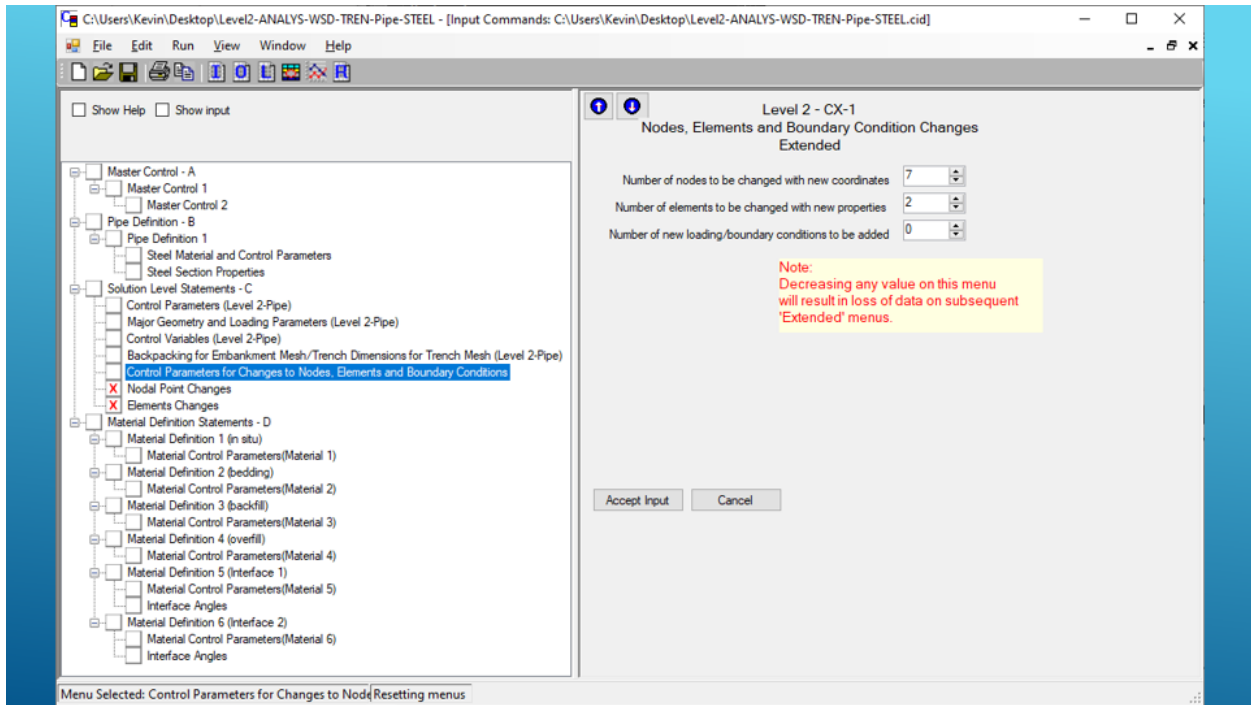 C:\Users\Kevin\Desktop\Level2-ANALYS-WSD-TREN-Pipe-STEEL - [Input Commands: C:\Users\Kevin\Desktop\Level2-ANALYS-WSD-TREN-Pipe-STEEL.cid]
File Edit Run View Window Help
Show Help Show input
Master Control - A
Master Control 1
Master Control 2
Pipe Definition - B
Pipe Definition 1
Steel Material and Control Parameters
Steel Section Properties
Solution Level Statements - C
Control Parameters (Level 2-Pipe)
Major Geometry and Loading Parameters (Level 2-Pipe)
Control Variables (Level 2-Pipe)
Backpacking for Embankment Mesh/Trench Dimensions for Trench Mesh (Level 2-Pipe)
Control Parameters for Changes to Nodes, Elements and Boundary Conditions
X Nodal Point Changes
X Elements Changes
Material Definition Statements - D
Material Definition 1 (in situ)
Material Control Parameters(Material 1)
Material Definition 2 (bedding)
Material Control Parameters(Material 2)
Material Definition 3 (backfill)
Material Control Parameters(Material 3)
Material Definition 4 (overfill)
Material Control Parameters(Material 4)
Material Definition 5 (Interface 1)
Material Control Parameters(Material 5)
Interface Angles
Material Definition 6 (Interface 2)
Material Control Parameters(Material 6)
Interface Angles
Level 2 - CX-1
Nodes, Elements and Boundary Condition Changes
Extended
Number of nodes to be changed with new coordinates 7
Number of elements to be changed with new properties 2
Number of new loading/boundary conditions to be added 0
Note:
Decreasing any value on this menu
will result in loss of data on subsequent
'Extended' menus.
Accept Input Cancel
Menu Selected: Control Parameters for Changes to Node Resetting menus